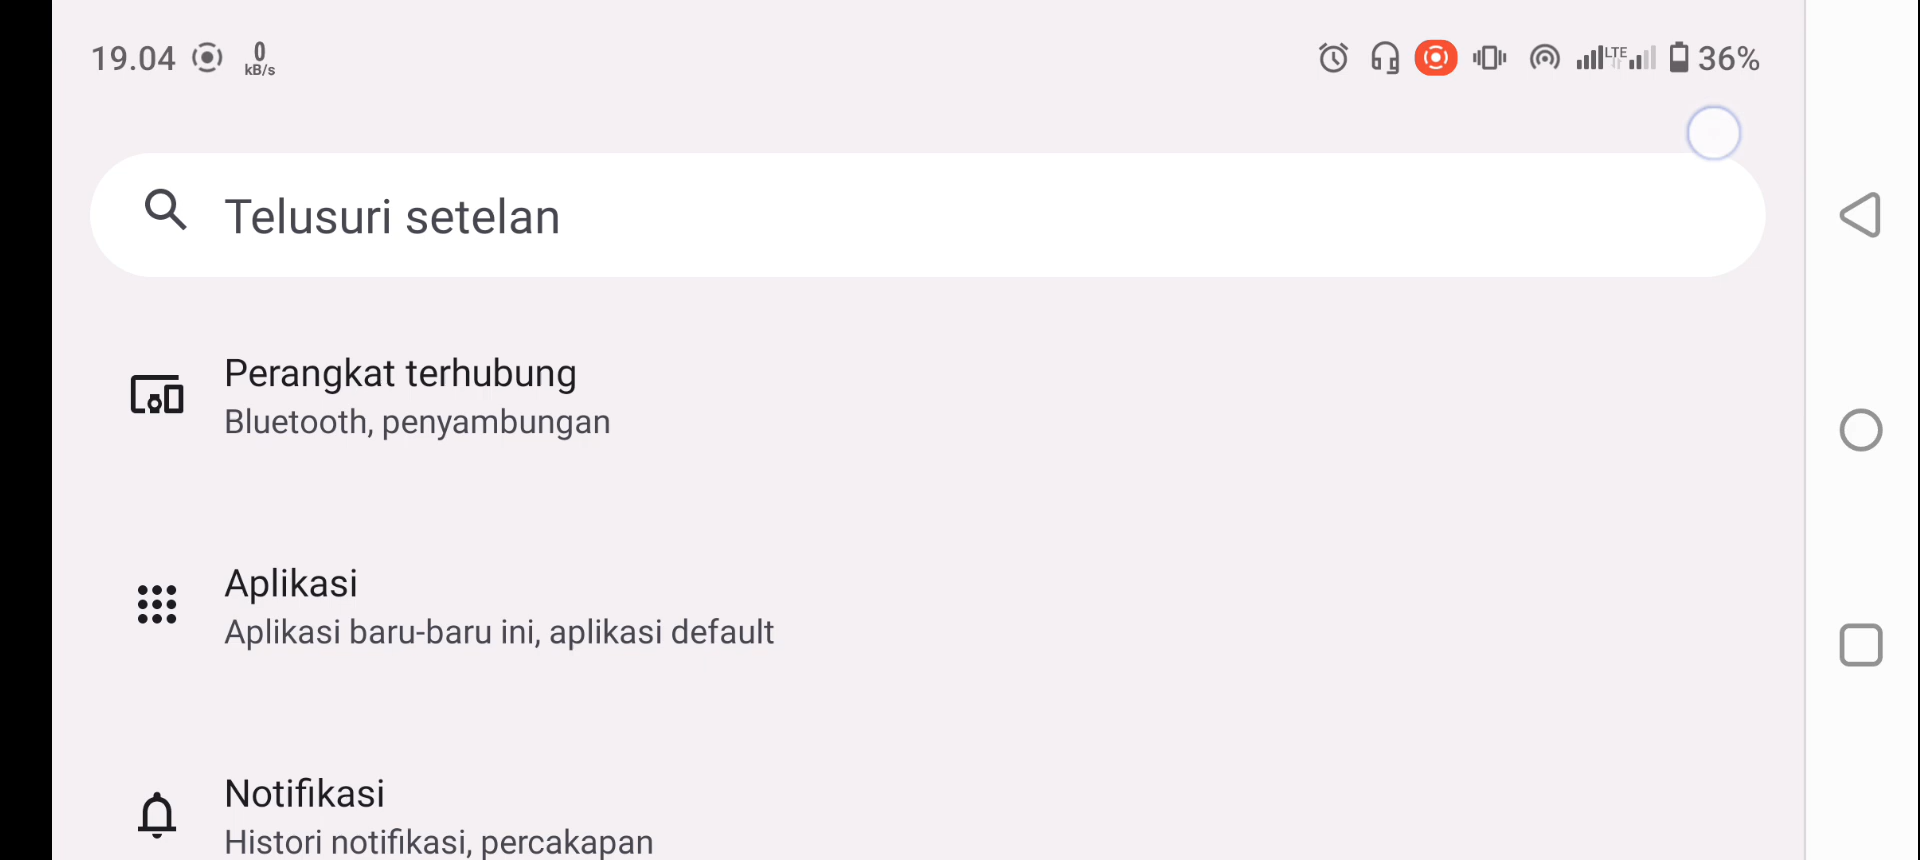 19.04 0 kB/s LTE 36%
Telusuri setelan
Perangkat terhubung
Bluetooth, penyambungan
Aplikasi
Aplikasi baru-baru ini, aplikasi default
Notifikasi
Histori notifikasi, percakapan